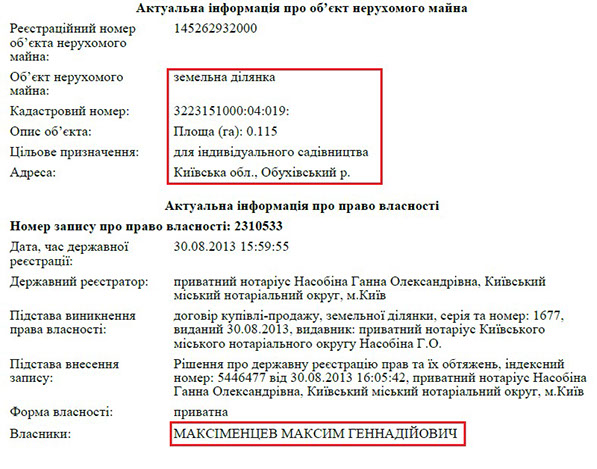 Актуальна інформація про об’єкт нерухомого майна
Реєстраційний номер 145262932000
об’єкта нерухомого
майна:
Об’єкт нерухомого земельна ділянка
майна:
Кадастровий номер: 3223151000:04:019:
Опис об’єкта: Площа (га): 0.115
Цільове призначення: для індивідуального садівництва
Адреса: Київська обл., Обухівський р.
Актуальна інформація про право власності
Номер запису про право власності: 2310533
Дата, час державної 30.08.2013 15:59:55
реєстрації:
Державний реєстратор: приватний нотаріус Насобіна Ганна Олександрівна, Київський
міський нотаріальний округ, м.Київ
Підстава виникнення договір купівлі-продажу, земельної ділянки, серія та номер: 1677,
права власності: виданий 30.08.2013, видавник: приватний нотаріус Київського
міського нотаріального округу Насобіна Г.О.
Підстава внесення Рішення про державну реєстрацію прав та їх обтяжень, індексний
запису: номер: 5446477 від 30.08.2013 16:05:42, приватний нотаріус Насобіна
Ганна Олександрівна, Київський міський нотаріальний округ, м.Київ
Форма власності: приватна
Власники: МАКСІМЕНЦЕВ МАКСИМ ГЕННАДІЙОВИЧ